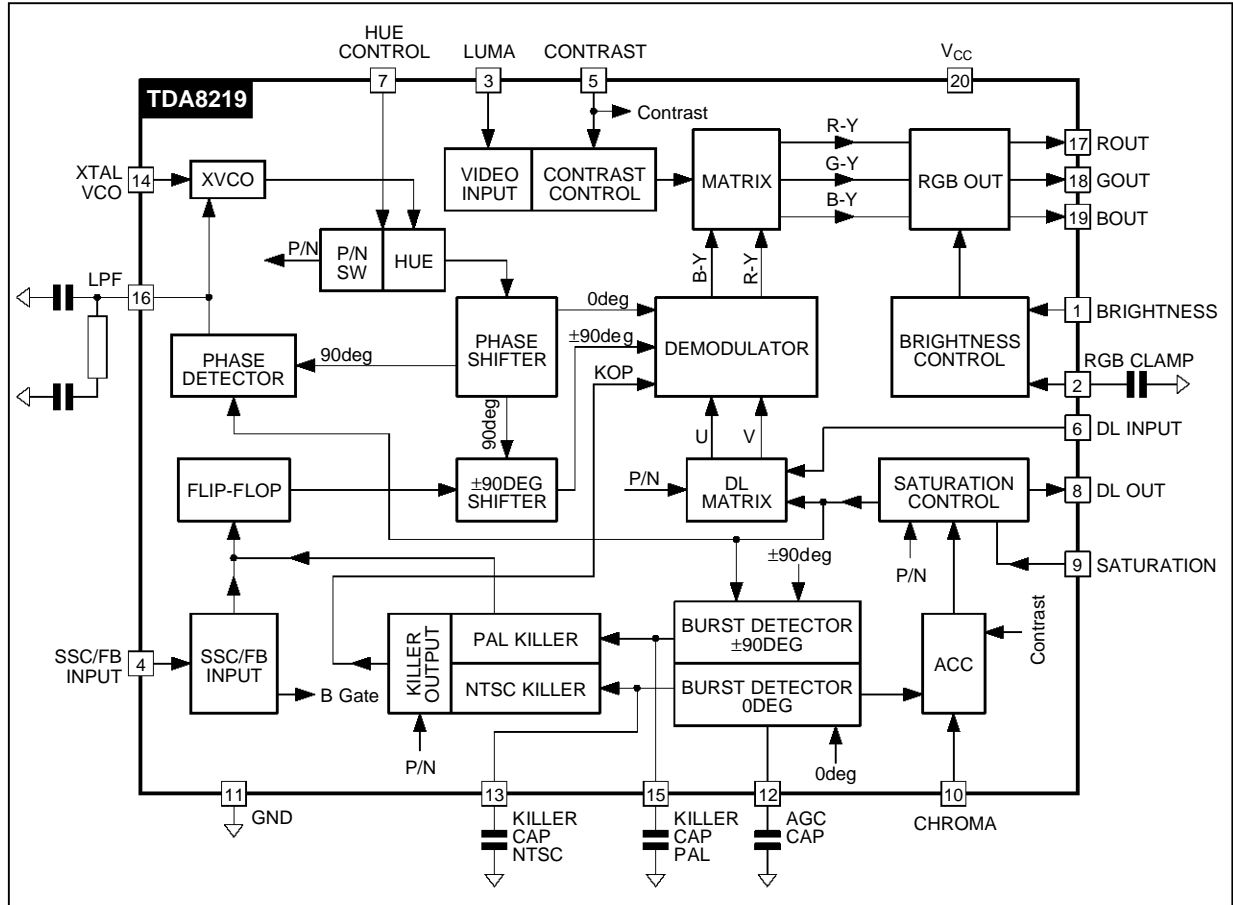 HUE
CONTROL
LUMA
CONTRAST
VCC
7
3
5
20
TDA8219
Contrast
XTAL
VCO
14
XVCO
VIDEO
INPUT
CONTRAST
CONTROL
MATRIX
R-Y
G-Y
B-Y
RGB OUT
17
ROUT
18
GOUT
19
BOUT
P/N
P/N
SW
HUE
B-Y
R-Y
LPF
16
PHASE
DETECTOR
90deg
PHASE
SHIFTER
0deg
±90deg
KOP
DEMODULATOR
BRIGHTNESS
CONTROL
1
BRIGHTNESS
RGB CLAMP
2
90deg
U
V
6
DL INPUT
FLIP-FLOP
±90DEG
SHIFTER
P/N
DL
MATRIX
SATURATION
CONTROL
8
DL OUT
±90deg
P/N
9
SATURATION
SSC/FB
INPUT
4
SSC/FB
INPUT
B Gate
KILLER
OUTPUT
PAL KILLER
NTSC KILLER
BURST DETECTOR
±90DEG
BURST DETECTOR
0DEG
ACC
Contrast
P/N
0deg
11
GND
13
KILLER
CAP
NTSC
15
KILLER
CAP
PAL
12
AGC
CAP
10
CHROMA